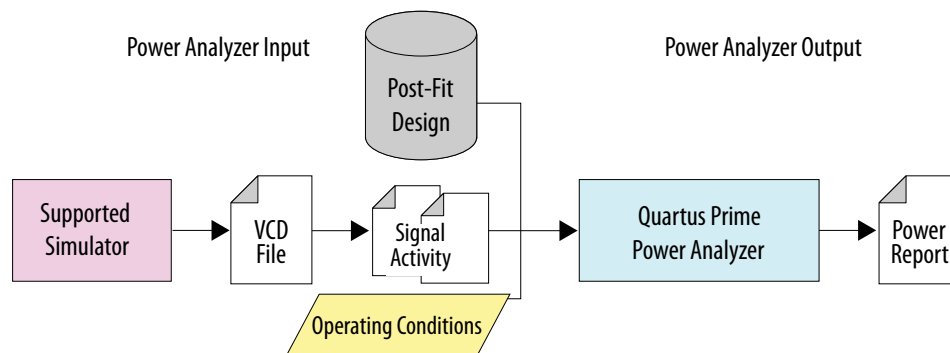 Power Analyzer Input
Power Analyzer Output
Post-Fit
Design
Supported
Simulator
VCD
File
Signal
Activity
Quartus Prime
Power Analyzer
Power
Report
Operating Conditions